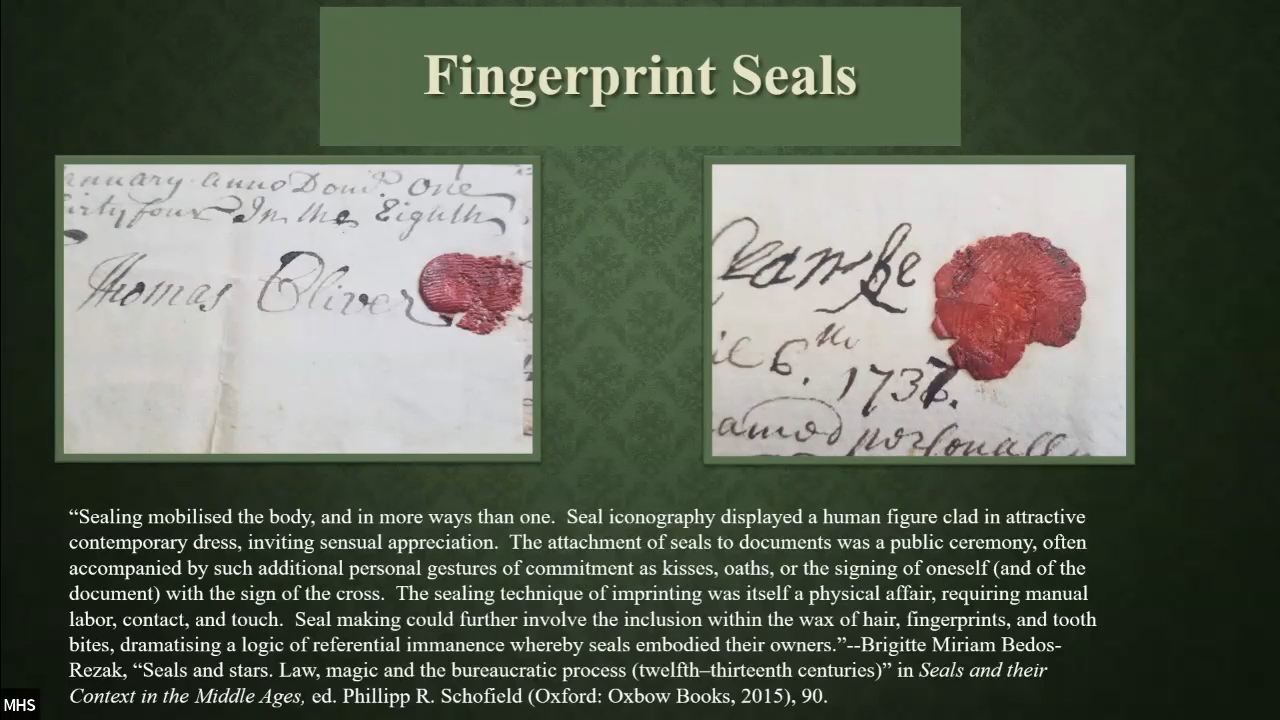 Fingerprint Seals
anuary anno Dom. One
irty four In the Eighth
Thomas Oliver
il 6. th 1737.
“Sealing mobilised the body, and in more ways than one. Seal iconography displayed a human figure clad in attractive
contemporary dress, inviting sensual appreciation. The attachment of seals to documents was a public ceremony, often
accompanied by such additional personal gestures of commitment as kisses, oaths, or the signing of oneself (and of the
document) with the sign of the cross. The sealing technique of imprinting was itself a physical affair, requiring manual
labor, contact, and touch. Seal making could further involve the inclusion within the wax of hair, fingerprints, and tooth
bites, dramatising a logic of referential immanence whereby seals embodied their owners.”--Brigitte Miriam Bedos-
Rezak, “Seals and stars. Law, magic and the bureaucratic process (twelfth–thirteenth centuries)” in Seals and their
Context in the Middle Ages, ed. Phillipp R. Schofield (Oxford: Oxbow Books, 2015), 90.
MHS